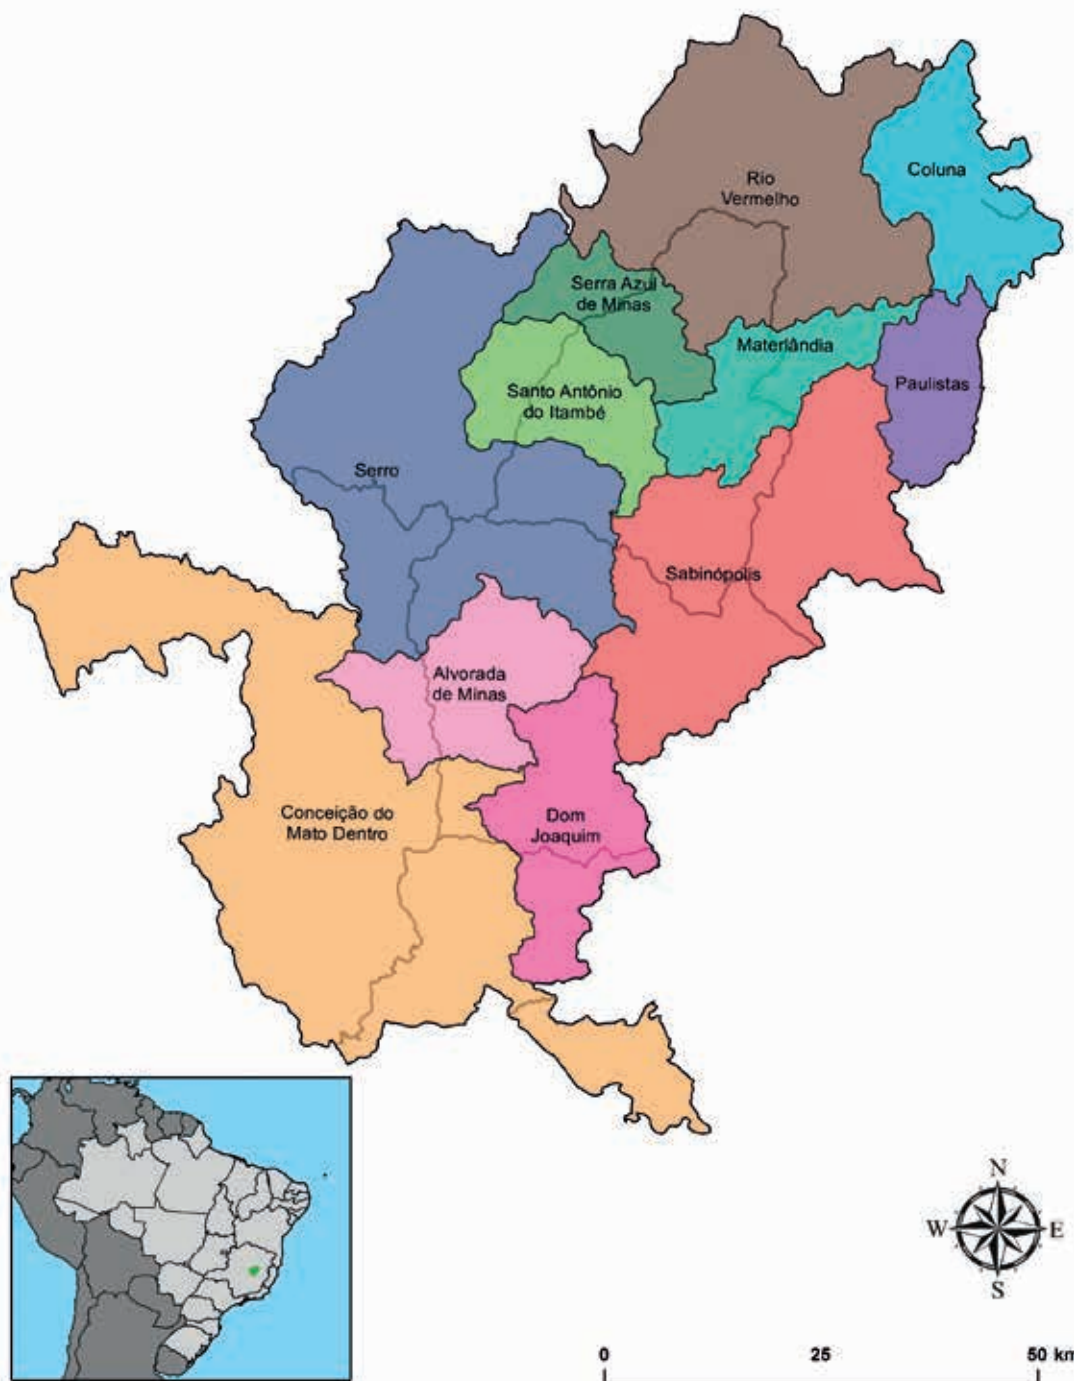 Coluna
Rio
Vermelho
Serra Azul
de Minas
Materlândia
Paulistas
Santo Antônio
do Itambé
Serro
Sabinópolis
Alvorada
de Minas
Conceição do
Mato Dentro
Dom
Joaquim
N
W E
S
0 25 50 km